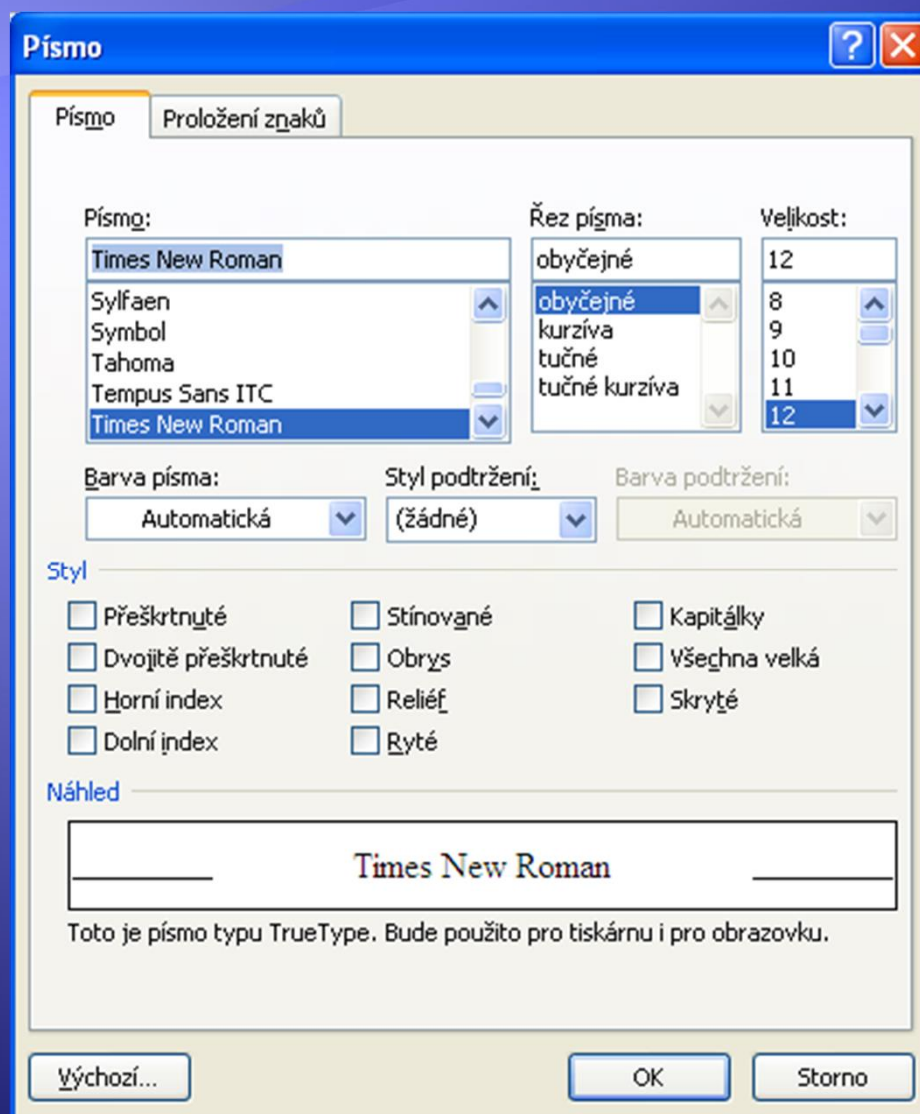 Písmo
Písmo Proložení znaků
Písmo: Řez písma: Velikost:
Times New Roman obyčejné 12
Sylfaen obyčejné 8
Symbol kurzíva 9
Tahoma tučné 10
Tempus Sans ITC tučné kurzíva 11
Times New Roman 12
Barva písma: Styl podtržení: Barva podtržení:
Automatická (žádné) Automatická
Styl
Přeškrtnuté Stínované Kapitálky
Dvojitě přeškrtnuté Obrys Všechna velká
Horní index Reliéf Skryté
Dolní index Ryté
Náhled
Times New Roman
Toto je písmo typu TrueType. Bude použito pro tiskárnu i pro obrazovku.
Výchozí... OK Storno